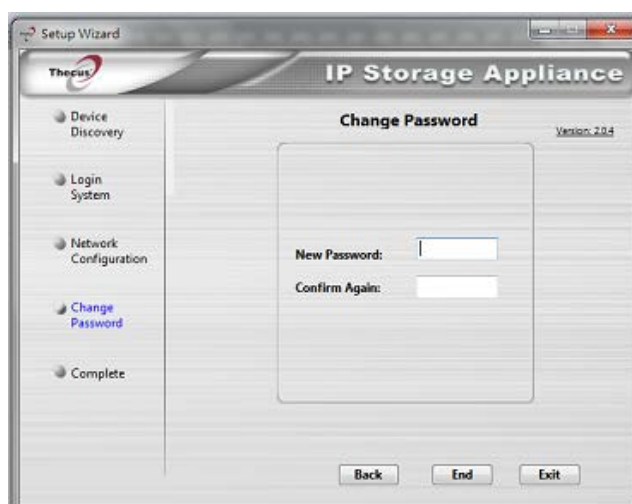 Setup Wizard
Thecus
IP Storage Appliance
Device
Discovery
Login
System
Network
Configuration
Change
Password
Complete
Change Password
Version: 2.0.4
New Password:
Confirm Again:
Back
End
Exit